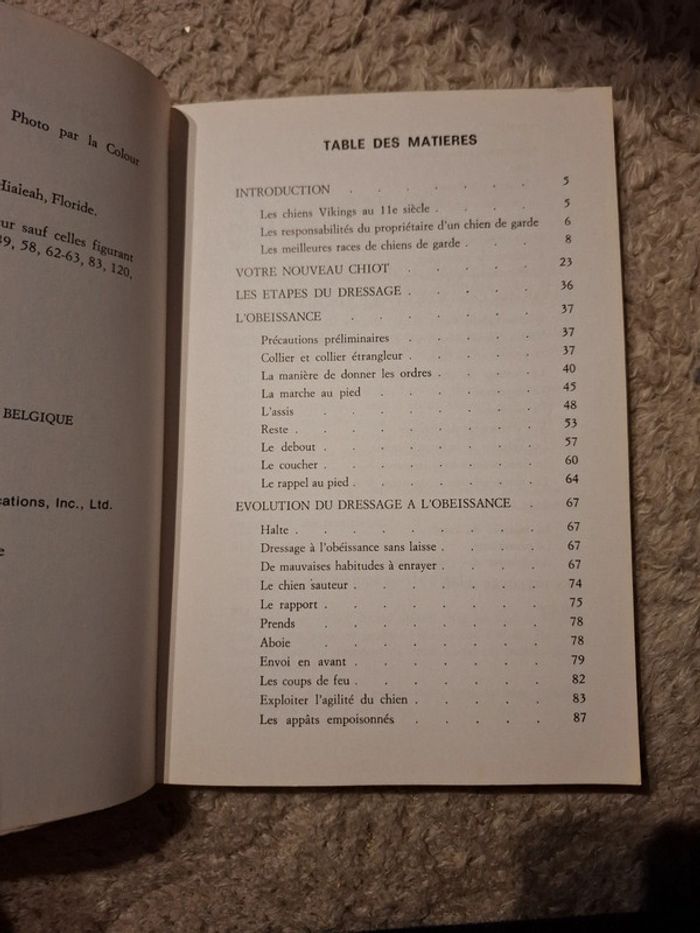 Photo par la Colour
Hiaieah, Floride.
ur sauf celles figurant
49, 58, 62-63, 83, 120,
BELGIQUE
cations, Inc., Ltd.
e
TABLE DES MATIERES
INTRODUCTION . . . . . . . 5
Les chiens Vikings au 11e siècle . . . . . 5
Les responsabilités du propriétaire d'un chien de garde 6
Les meilleures races de chiens de garde . . . . 8
VOTRE NOUVEAU CHIOT . . . . . . 23
LES ETAPES DU DRESSAGE . . . . . . 36
L'OBEISSANCE . . . . . . . 37
Précautions préliminaires . . . . . 37
Collier et collier étrangleur . . . . . 37
La manière de donner les ordres . . . . . 40
La marche au pied . . . . . . 45
L'assis . . . . . . . 48
Reste . . . . . . . . 53
Le debout . . . . . . . 57
Le coucher . . . . . . . 60
Le rappel au pied . . . . . . 64
EVOLUTION DU DRESSAGE A L'OBEISSANCE . 67
Halte . . . . . . . . 67
Dressage à l'obéissance sans laisse . . . . 67
De mauvaises habitudes à enrayer . . . . 67
Le chien sauteur . . . . . . 74
Le rapport . . . . . . . 75
Prends . . . . . . . 78
Aboie . . . . . . . 78
Envoi en avant . . . . . . 79
Les coups de feu . . . . . . 82
Exploiter l'agilité du chien . . . . . 83
Les appâts empoisonnés . . . . . 87